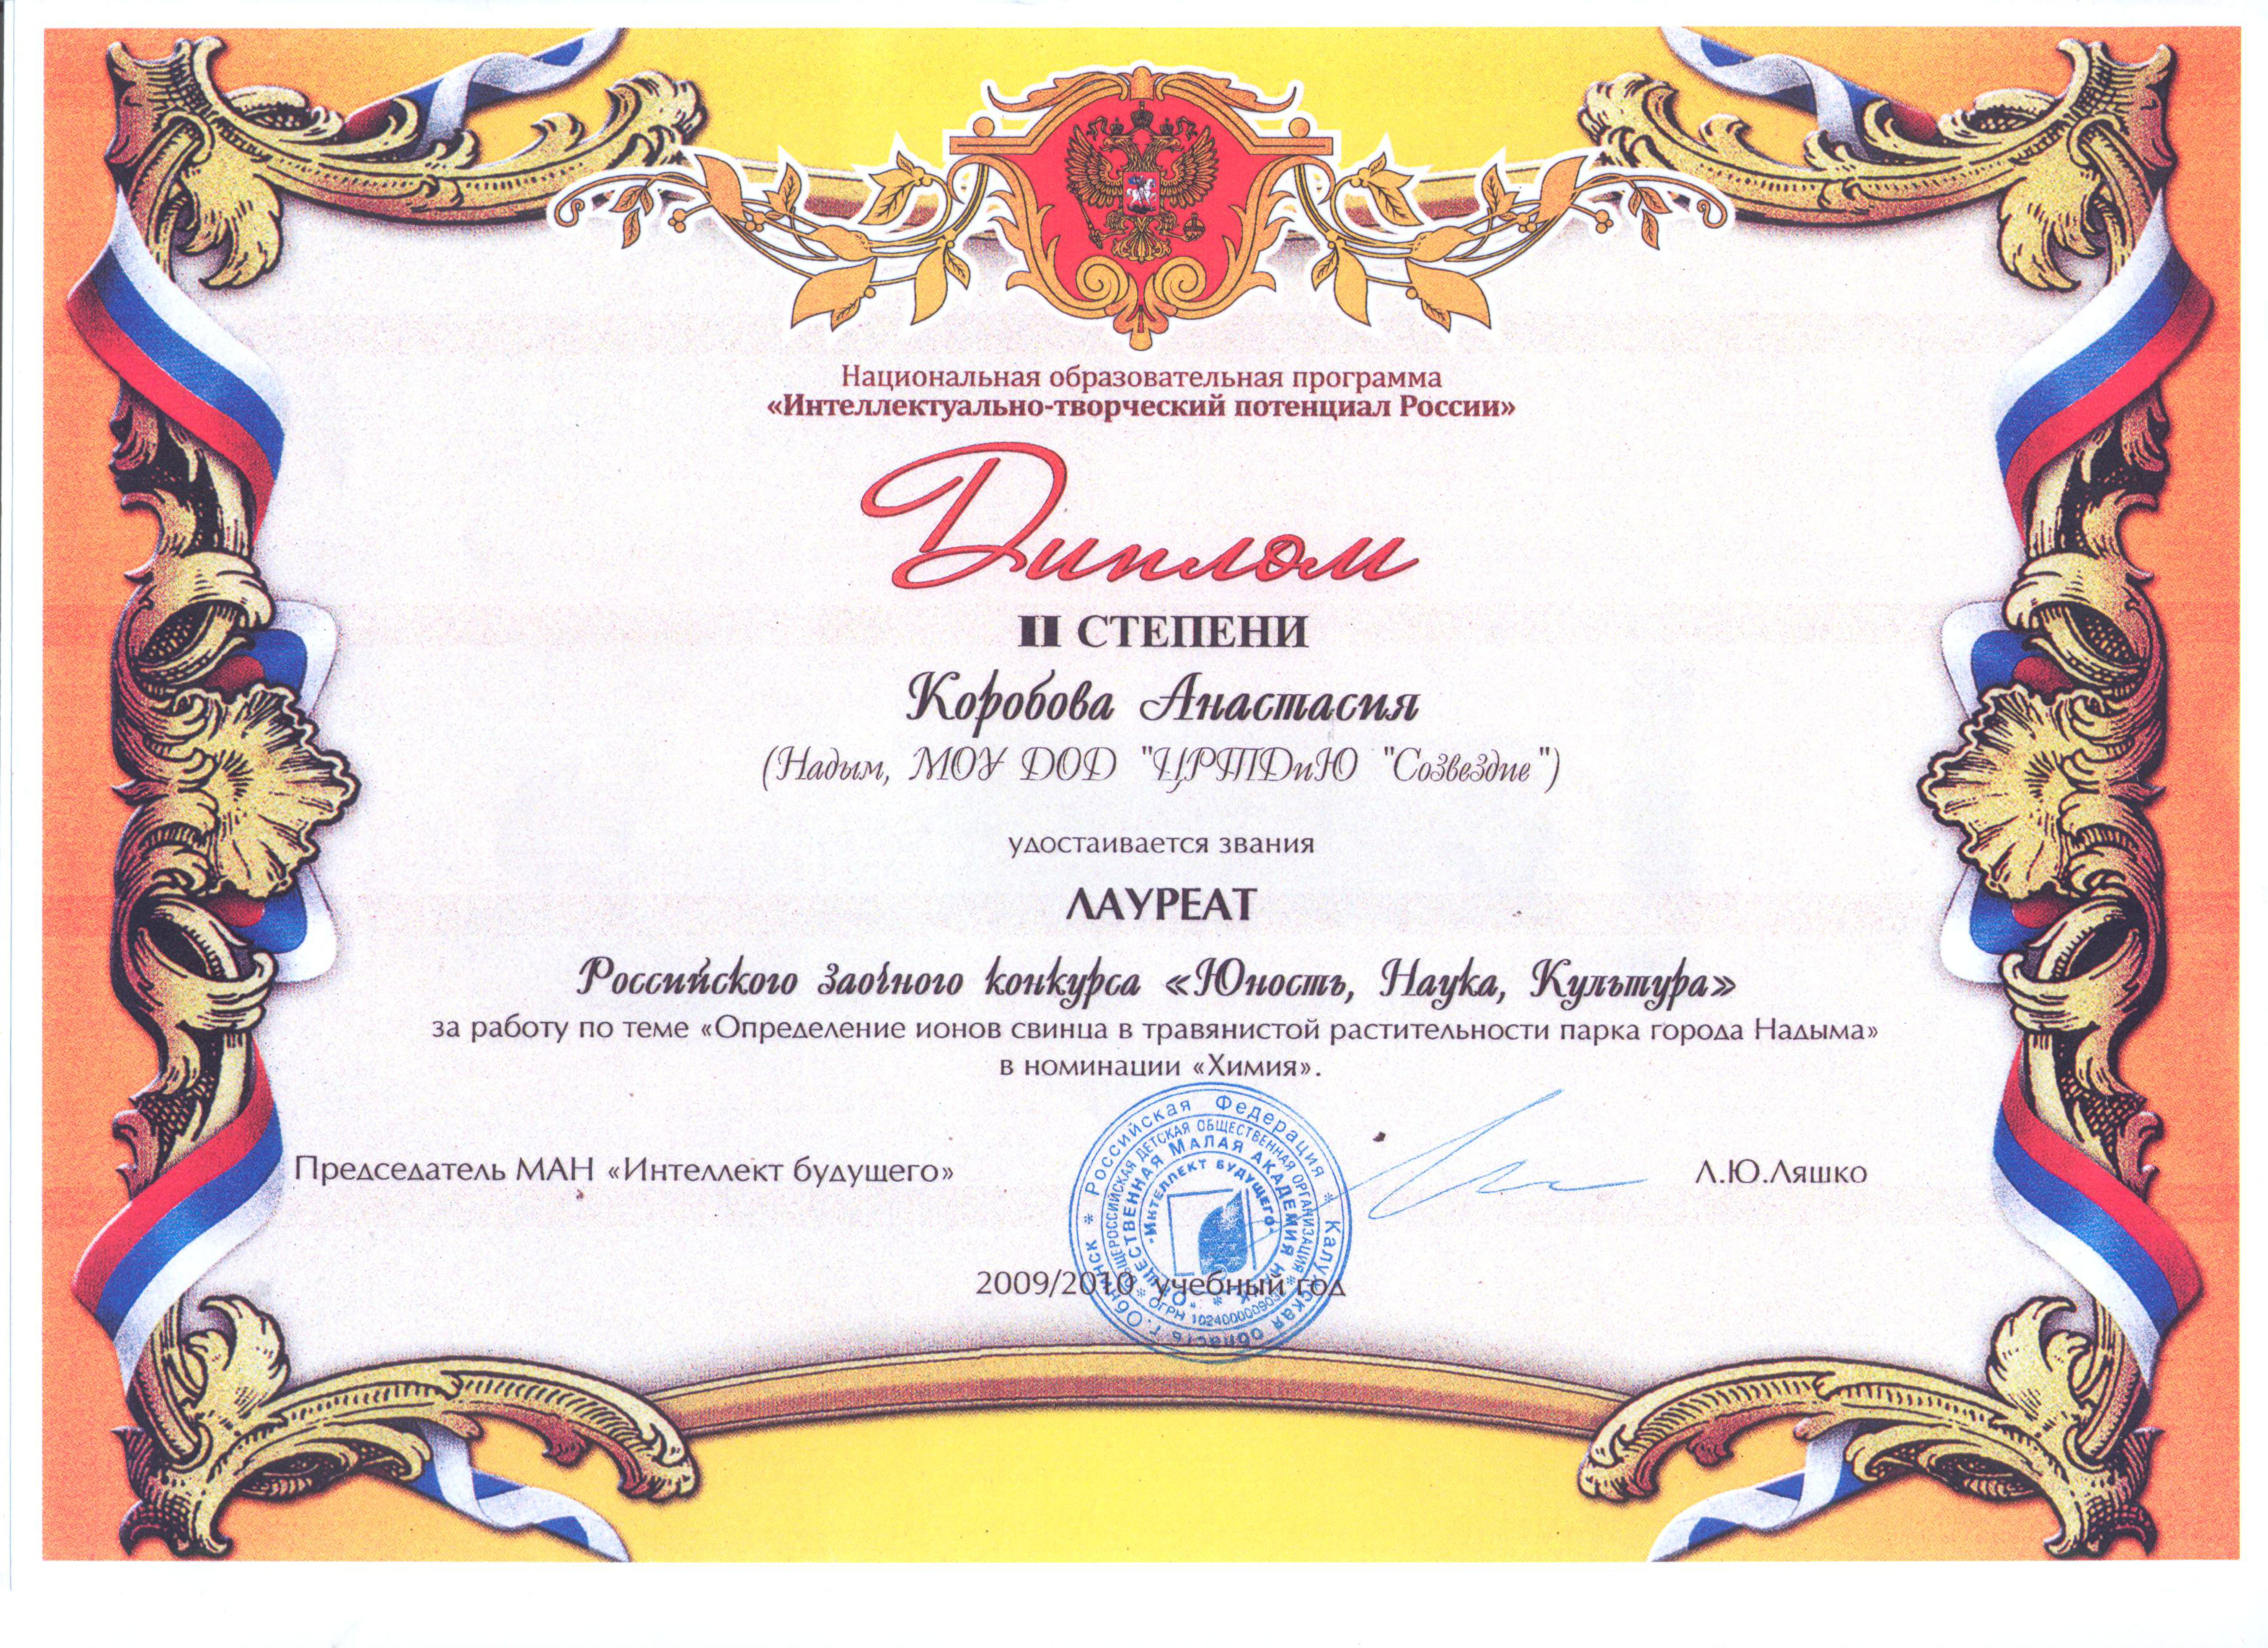 Национальная образовательная программа
«Интеллектуально-творческий потенциал России»
Диплом
II СТЕПЕНИ
Коробова Анастасия
(Надым, МОУ ДОД "ЦРТДиЮ "Созвездие")
удостаивается звания
ЛАУРЕАТ
Российского заочного конкурса «Юность, Наука, Культура»
за работу по теме «Определение ионов свинца в травянистой растительности парка города Надыма»
в номинации «Химия».
Председатель МАН «Интеллект будущего»
Л.Ю.Ляшко
2009/2010 учебный год
* Российская Федерация * Калужская область г. Обнинск
ОБЩЕРОССИЙСКАЯ ДЕТСКАЯ ОБЩЕСТВЕННАЯ ОРГАНИЗАЦИЯ
ОБЩЕСТВЕННАЯ МАЛАЯ АКАДЕМИЯ НАУК
"Интеллект будущего"
ОГРН